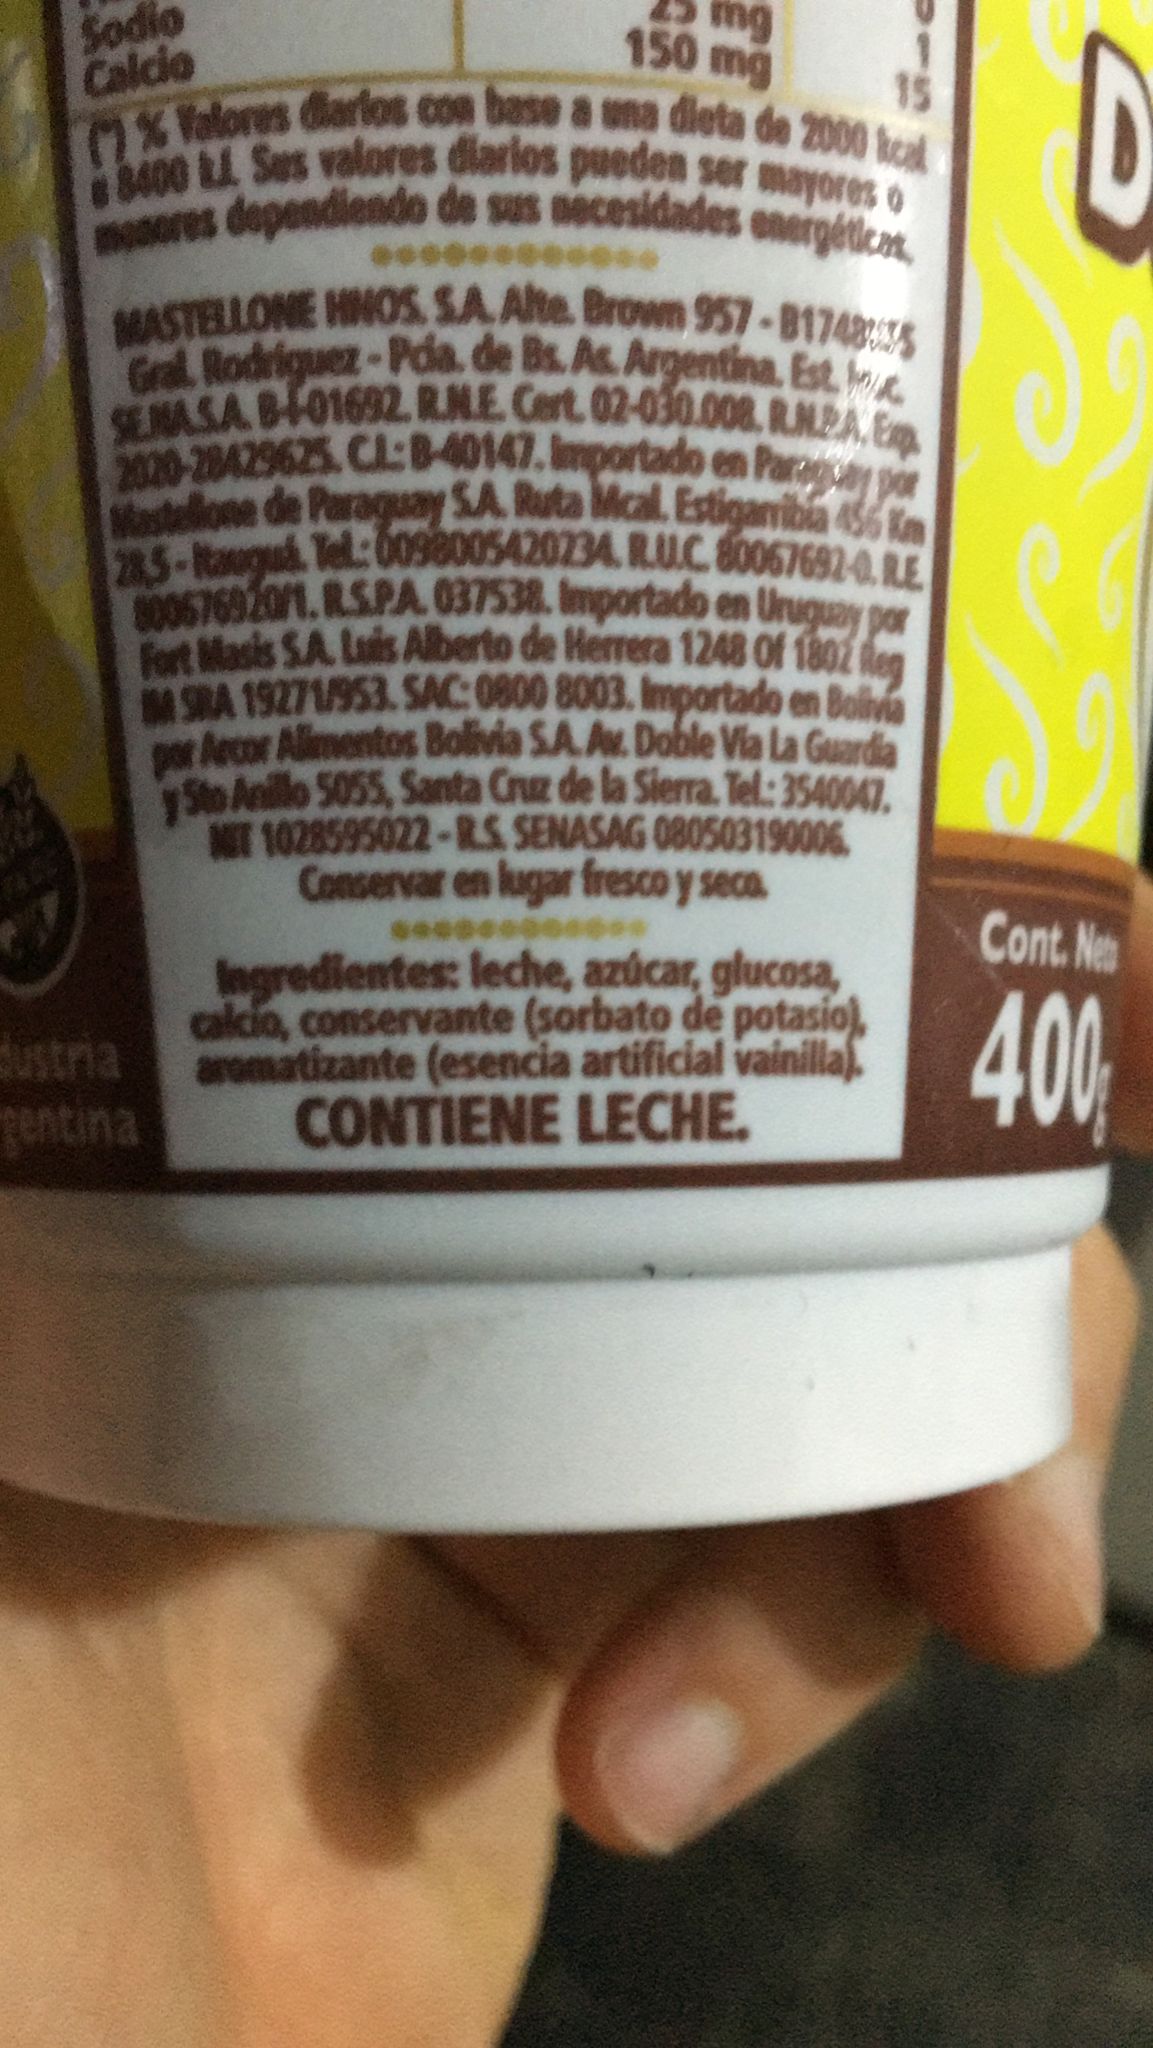 Sodio 25 mg 1
Calcio 150 mg 15
(*) % Valores diarios con base a una dieta de 2000 kcal
u 8400 kJ. Sus valores diarios pueden ser mayores o
menores dependiendo de sus necesidades energéticas.
MASTELLONE HNOS. S.A. Alte. Brown 957 - 
Gral. Rodríguez - Pcia. de Bs. As. Argentina. Est.
SE.NA.S.A. B-I-01692. R.N.E. Cert. 02-030.008. R.N.P.A. Exp.
2020-28429625. C.L.: B-40147. Importado en Paraguay por
Mastellone de Paraguay S.A. Ruta Mcal. Estigarribia 456 Km
28,5 - Itauguá. Tel.: 0098005420234. R.U.C. 80067692-0. R.E.
R.S.P.A. 037538. Importado en Uruguay por
Fort Masis S.A. Luis Alberto de Herrera 1248 Of 1802 Reg
IM SRA 19271/953. SAC: 0800 8003. Importado en Bolivia
por Arcor Alimentos Bolivia S.A. Av. Doble Vía La Guardia
y 5to Anillo 5055, Santa Cruz de la Sierra. Tel.: 3540047.
NIT 1028595022 - R.S. SENASAG 080503190006.
Conservar en lugar fresco y seco.
Ingredientes: leche, azúcar, glucosa,
calcio, conservante (sorbato de potasio),
aromatizante (esencia artificial vainilla).
CONTIENE LECHE.
Cont. Neto
400g
D